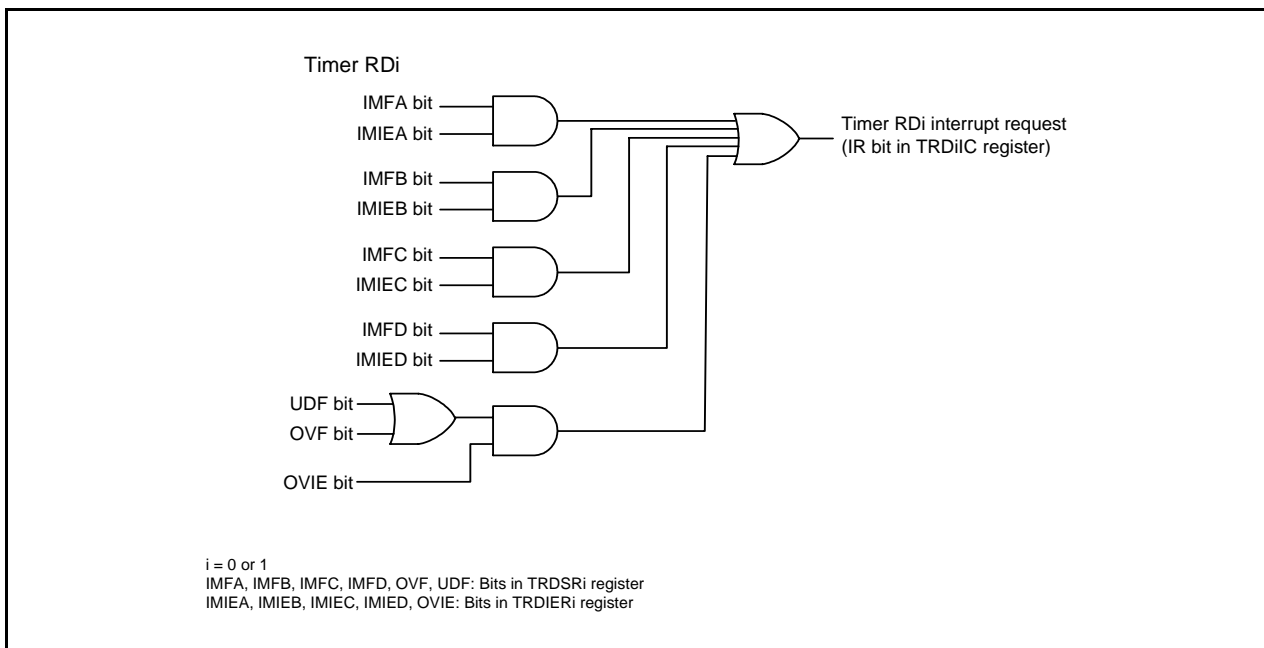 Timer RDi
IMFA bit
IMIEA bit
IMFB bit
IMIEB bit
IMFC bit
IMIEC bit
IMFD bit
IMIED bit
UDF bit
OVF bit
OVIE bit
Timer RDi interrupt request
(IR bit in TRDiIC register)
i = 0 or 1
IMFA, IMFB, IMFC, IMFD, OVF, UDF: Bits in TRDSRi register
IMIEA, IMIEB, IMIEC, IMIED, OVIE: Bits in TRDIERi register